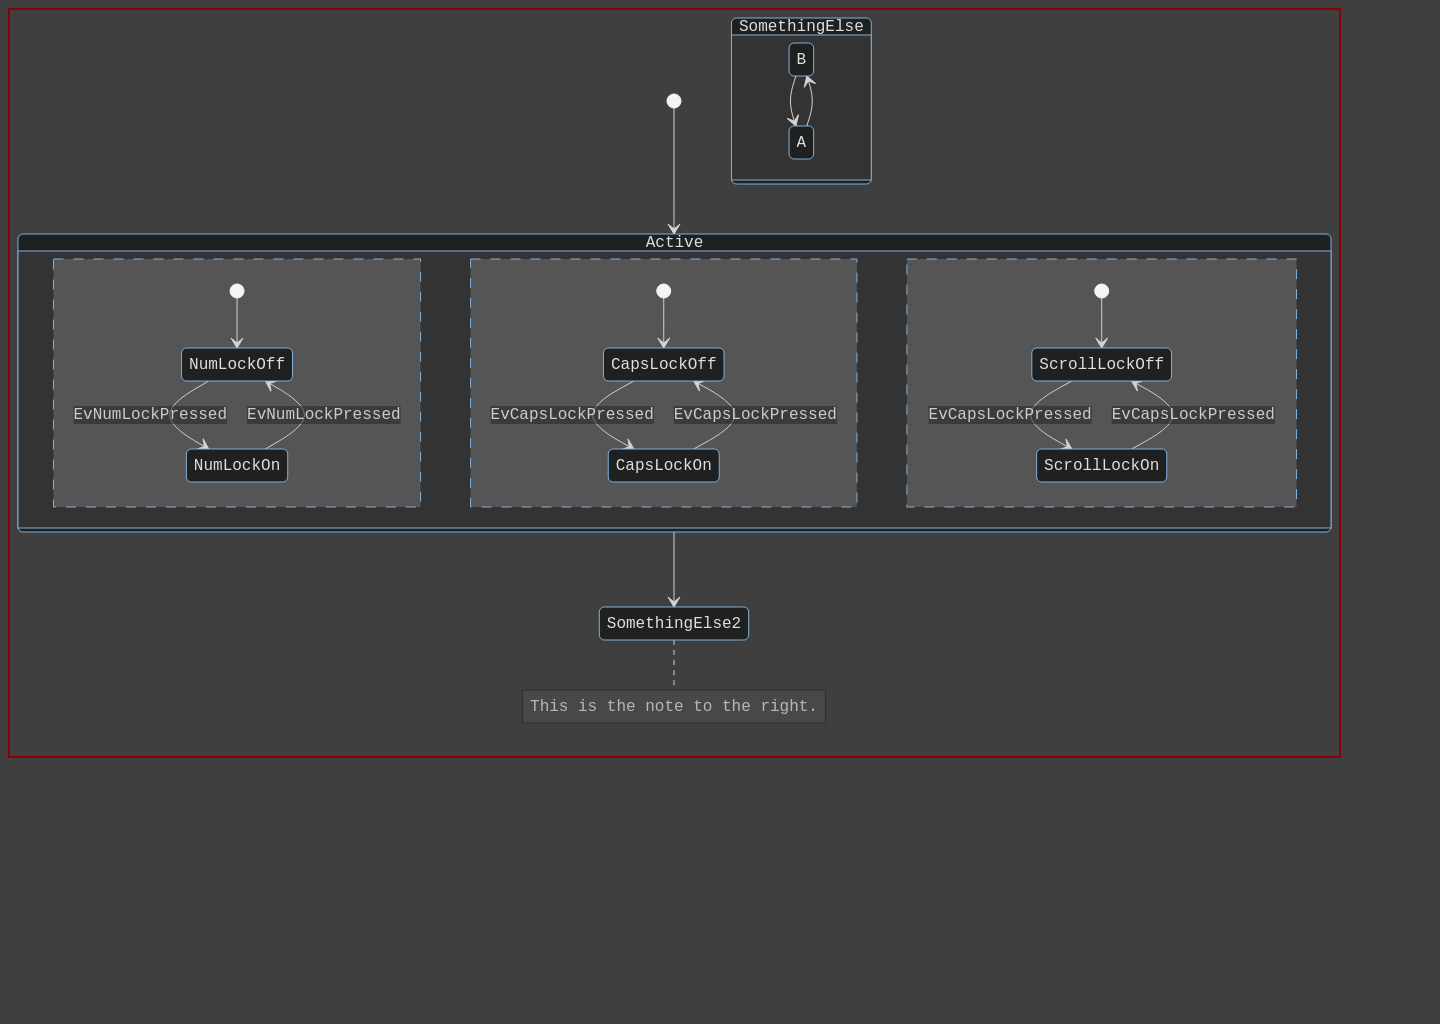 SomethingElse
B
A
Active
NumLockOff
EvNumLockPressed
EvNumLockPressed
NumLockOn
CapsLockOff
EvCapsLockPressed
EvCapsLockPressed
CapsLockOn
ScrollLockOff
EvCapsLockPressed
EvCapsLockPressed
ScrollLockOn
SomethingElse2
This is the note to the right.